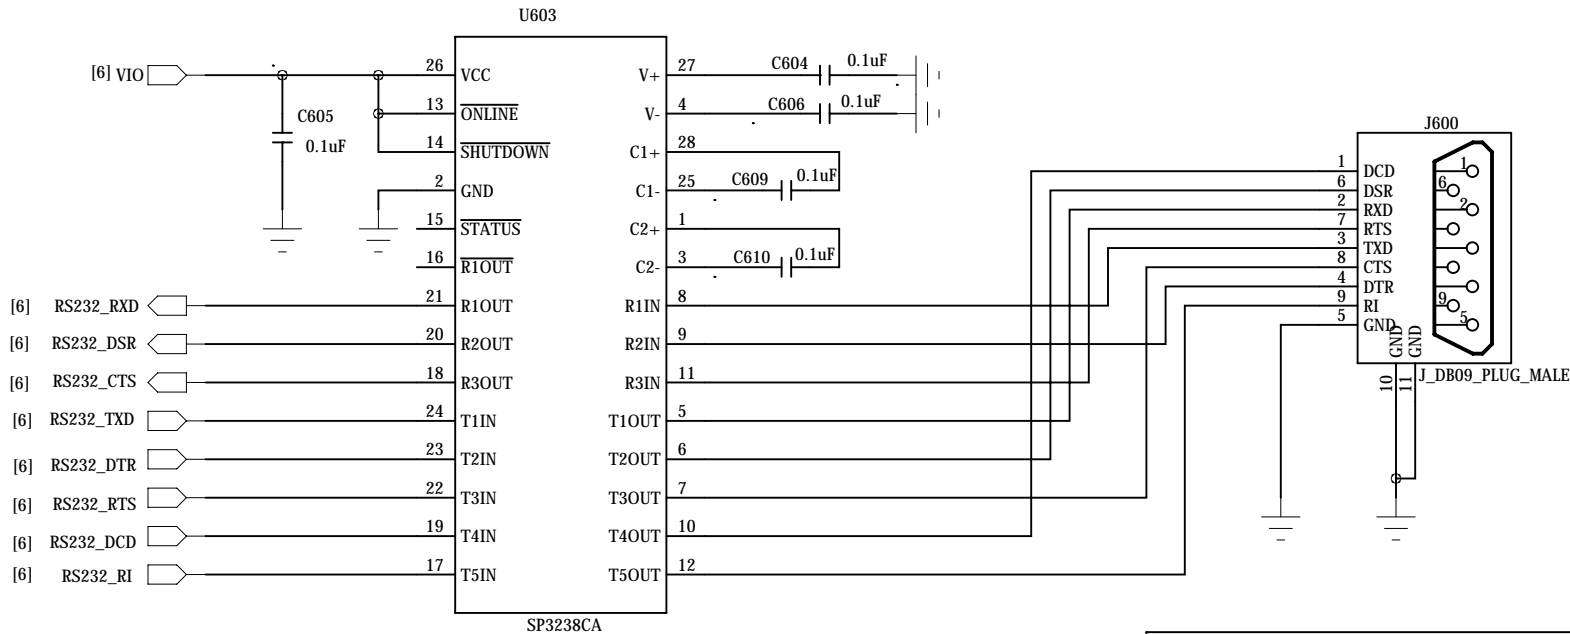 U603
[6] VIO
C605
0.1uF
26 VCC
13 ONLINE
14 SHUTDOWN
2 GND
15 STATUS
16 R1OUT
21 R1OUT
20 R2OUT
18 R3OUT
24 T1IN
23 T2IN
22 T3IN
19 T4IN
17 T5IN
[6] RS232_RXD
[6] RS232_DSR
[6] RS232_CTS
[6] RS232_TXD
[6] RS232_DTR
[6] RS232_RTS
[6] RS232_DCD
[6] RS232_RI
V+ 27
V- 4
C1+ 28
C1- 25
C2+ 1
C2- 3
R1IN 8
R2IN 9
R3IN 11
T1OUT 5
T2OUT 6
T3OUT 7
T4OUT 10
T5OUT 12
C604 0.1uF
C606 0.1uF
C609 0.1uF
C610 0.1uF
SP3238CA
J600
1 DCD
6 DSR
2 RXD
7 RTS
3 TXD
8 CTS
4 DTR
9 RI
5 GND
1
6
2
9
5
GND
GND
10
11
J_DB09_PLUG_MALE